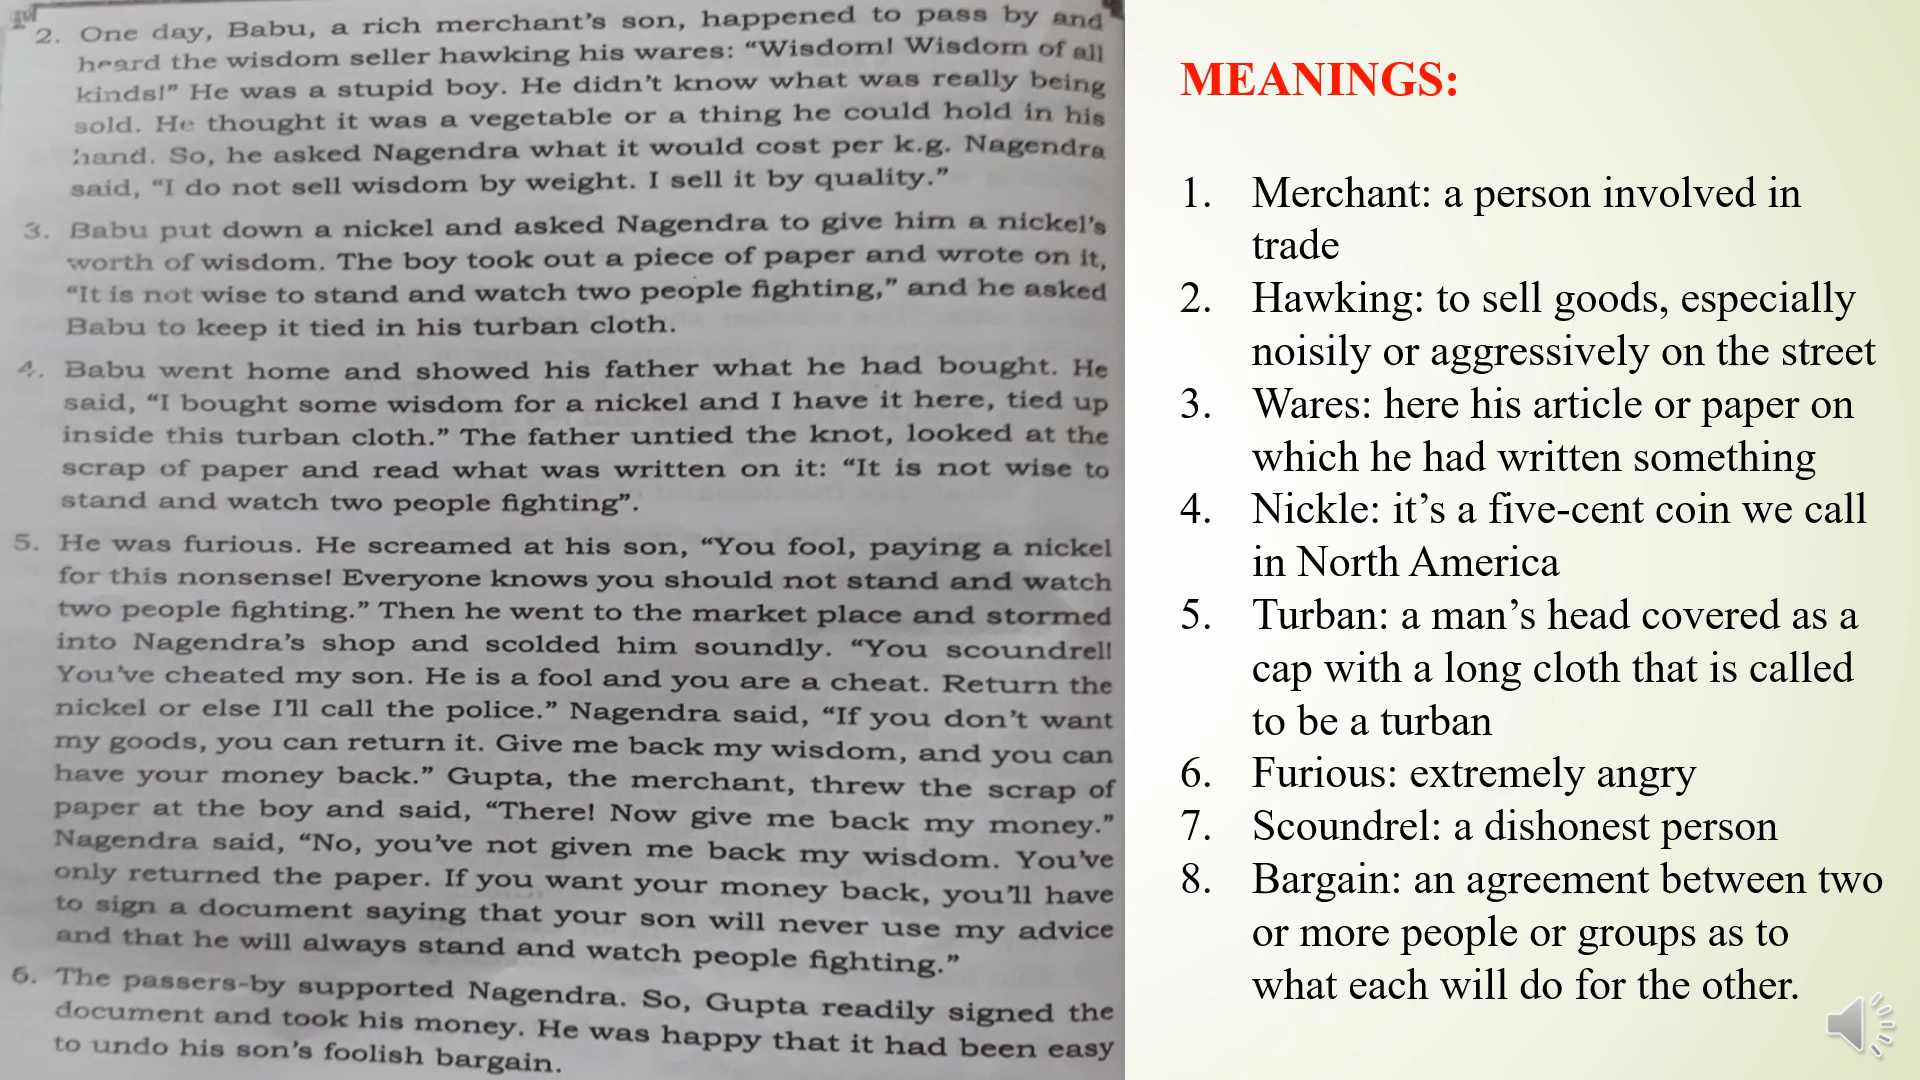 2. One day, Babu, a rich merchant's son, happened to pass by and
heard the wisdom seller hawking his wares: “Wisdom! Wisdom of all
kinds!” He was a stupid boy. He didn't know what was really being
sold. He thought it was a vegetable or a thing he could hold in his
hand. So, he asked Nagendra what it would cost per k.g. Nagendra
said, “I do not sell wisdom by weight. I sell it by quality.”
3. Babu put down a nickel and asked Nagendra to give him a nickel's
worth of wisdom. The boy took out a piece of paper and wrote on it,
“It is not wise to stand and watch two people fighting,” and he asked
Babu to keep it tied in his turban cloth.
4. Babu went home and showed his father what he had bought. He
said, “I bought some wisdom for a nickel and I have it here, tied up
inside this turban cloth.” The father untied the knot, looked at the
scrap of paper and read what was written on it: “It is not wise to
stand and watch two people fighting”.
5. He was furious. He screamed at his son, “You fool, paying a nickel
for this nonsense! Everyone knows you should not stand and watch
two people fighting.” Then he went to the market place and stormed
into Nagendra's shop and scolded him soundly. “You scoundrel!
You've cheated my son. He is a fool and you are a cheat. Return the
nickel or else I'll call the police.” Nagendra said, “If you don't want
my goods, you can return it. Give me back my wisdom, and you can
have your money back.” Gupta, the merchant, threw the scrap of
paper at the boy and said, “There! Now give me back my money.”
Nagendra said, “No, you've not given me back my wisdom. You've
only returned the paper. If you want your money back, you'll have
to sign a document saying that your son will never use my advice
and that he will always stand and watch people fighting.”
6. The passers-by supported Nagendra. So, Gupta readily signed the
document and took his money. He was happy that it had been easy
to undo his son's foolish bargain.
MEANINGS:
1. Merchant: a person involved in
trade
2. Hawking: to sell goods, especially
noisily or aggressively on the street
3. Wares: here his article or paper on
which he had written something
4. Nickle: it’s a five-cent coin we call
in North America
5. Turban: a man’s head covered as a
cap with a long cloth that is called
to be a turban
6. Furious: extremely angry
7. Scoundrel: a dishonest person
8. Bargain: an agreement between two
or more people or groups as to
what each will do for the other.